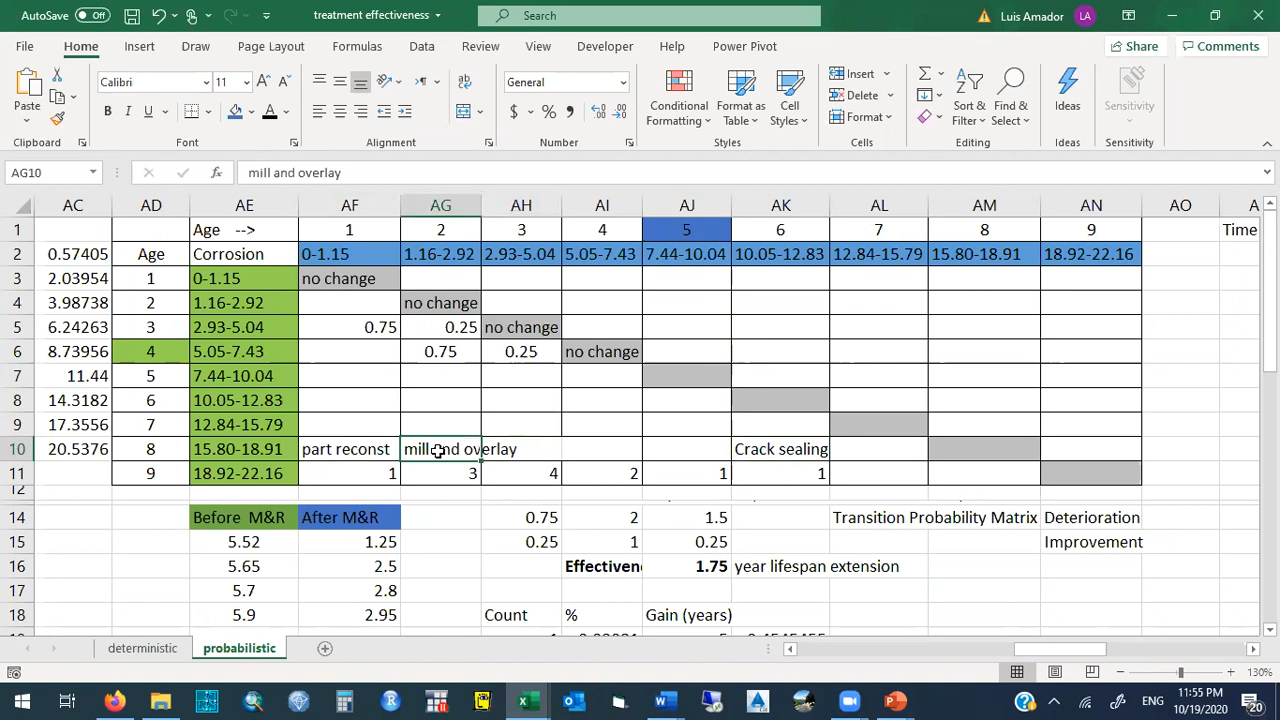 AutoSave Off treatment effectiveness Search Luis Amador LA
File Home Insert Draw Page Layout Formulas Data Review View Developer Help Power Pivot Share Comments
Paste Calibri 11 General Conditional Formatting Format as Table Cell Styles Insert Delete Format Sort & Filter Find & Select Ideas Sensitivity
Clipboard Font Alignment Number Styles Cells Editing Ideas Sensitivity
AG10 fx mill and overlay
AC AD AE AF AG AH AI AJ AK AL AM AN AO A
1 Age --> 1 2 3 4 5 6 7 8 9 Time
2 0.57405 Age Corrosion 0-1.15 1.16-2.92 2.93-5.04 5.05-7.43 7.44-10.04 10.05-12.83 12.84-15.79 15.80-18.91 18.92-22.16
3 2.03954 1 0-1.15 no change
4 3.98738 2 1.16-2.92 no change
5 6.24263 3 2.93-5.04 0.75 0.25 no change
6 8.73956 4 5.05-7.43 0.75 0.25 no change
7 11.44 5 7.44-10.04
8 14.3182 6 10.05-12.83
9 17.3556 7 12.84-15.79
10 20.5376 8 15.80-18.91 part reconst mill and overlay Crack sealing
11 9 18.92-22.16 1 3 4 2 1 1
12
14 Before M&R After M&R 0.75 2 1.5 Transition Probability Matrix Deterioration
15 5.52 1.25 0.25 1 0.25 Improvement
16 5.65 2.5 Effectiven 1.75 year lifespan extension
17 5.7 2.8
18 5.9 2.95 Count % Gain (years)
deterministic probabilistic
130%
ENG 11:55 PM
10/19/2020 20